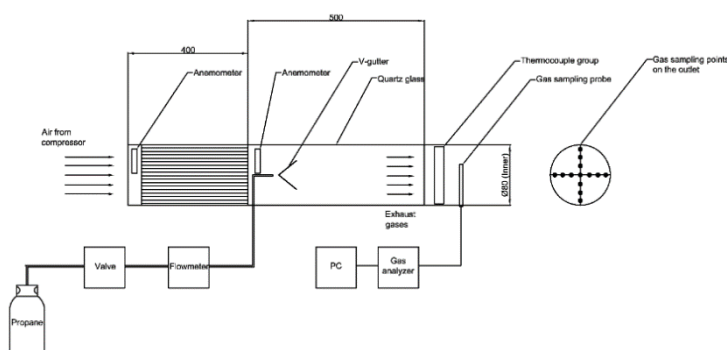 500
400
Anemometer
Anemometer
V-gutter
Quartz glass
Thermocouple group
Gas sampling probe
Gas sampling points
on the outlet
Air from
compressor
Ø80 (Inner)
Exhaust
gases
Valve
Flowmeter
PC
Gas
analyzer
Propane